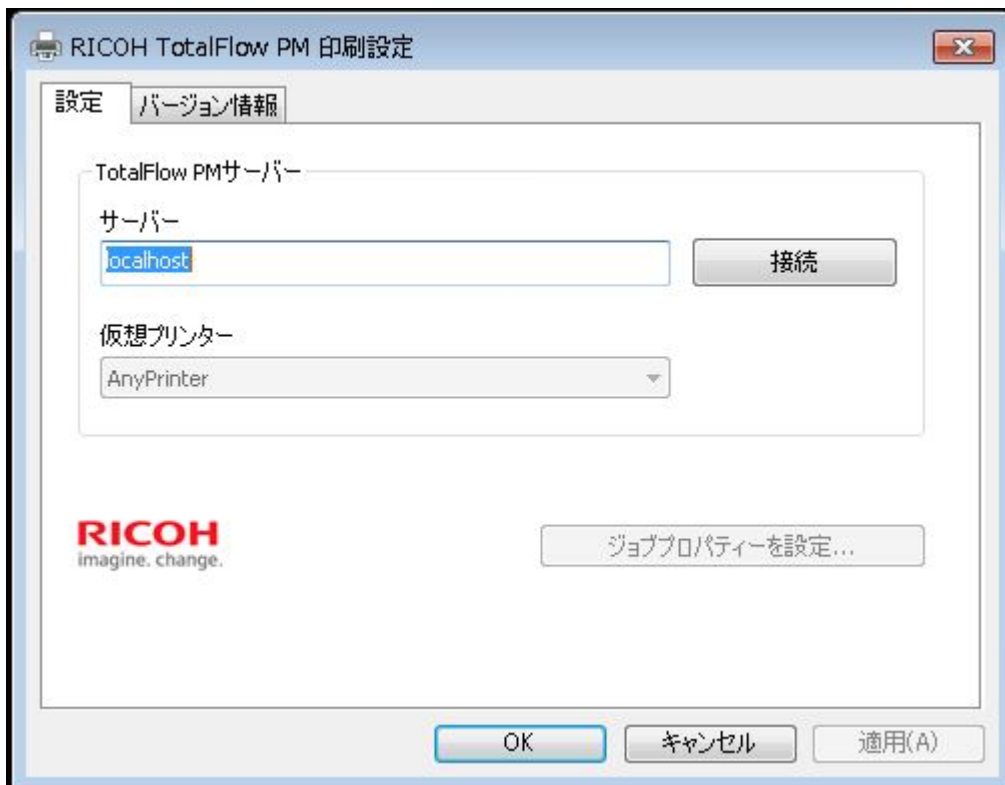 RICOH TotalFlow PM 印刷設定
設定
バージョン情報
TotalFlow PMサーバー
サーバー
localhost
接続
仮想プリンター
AnyPrinter
RICOH
imagine. change.
ジョブプロパティーを設定...
OK
キャンセル
適用(A)